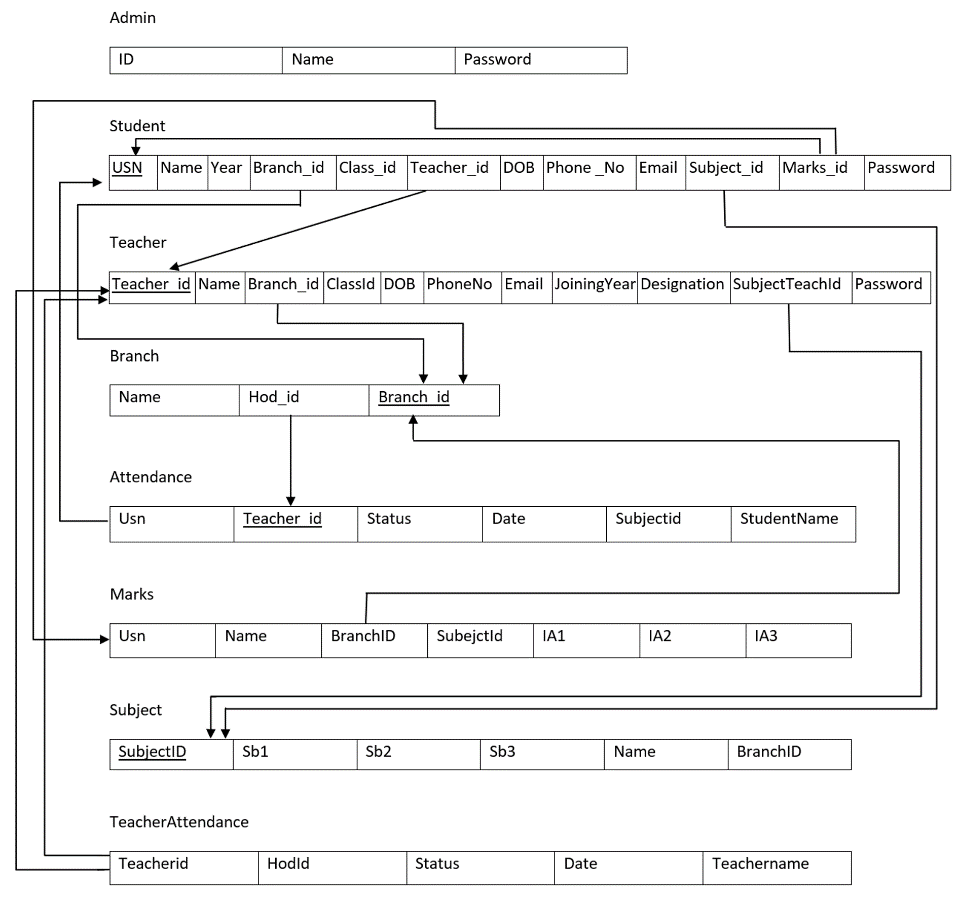 Admin
ID Name Password
Student
USN Name Year Branch_id Class_id Teacher_id DOB Phone _No Email Subject_id Marks_id Password
Teacher
Teacher_id Name Branch_id ClassId DOB PhoneNo Email JoiningYear Designation SubjectTeachId Password
Branch
Name Hod_id Branch_id
Attendance
Usn Teacher_id Status Date Subjectid StudentName
Marks
Usn Name BranchID SubejctId IA1 IA2 IA3
Subject
SubjectID Sb1 Sb2 Sb3 Name BranchID
TeacherAttendance
Teacherid HodId Status Date Teachername